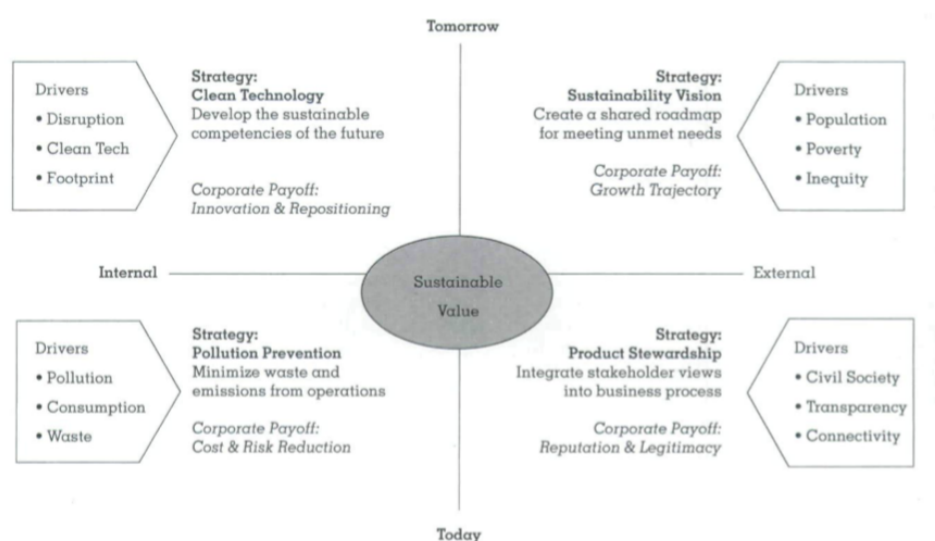 Tomorrow
Drivers
• Disruption
• Clean Tech
• Footprint
Strategy:
Clean Technology
Develop the sustainable
competencies of the future
Corporate Payoff:
Innovation & Repositioning
Strategy:
Sustainability Vision
Create a shared roadmap
for meeting unmet needs
Corporate Payoff:
Growth Trajectory
Drivers
• Population
• Poverty
• Inequity
Internal
Sustainable
Value
External
Drivers
• Pollution
• Consumption
• Waste
Strategy:
Pollution Prevention
Minimize waste and
emissions from operations
Corporate Payoff:
Cost & Risk Reduction
Strategy:
Product Stewardship
Integrate stakeholder views
into business process
Corporate Payoff:
Reputation & Legitimacy
Drivers
• Civil Society
• Transparency
• Connectivity
Today